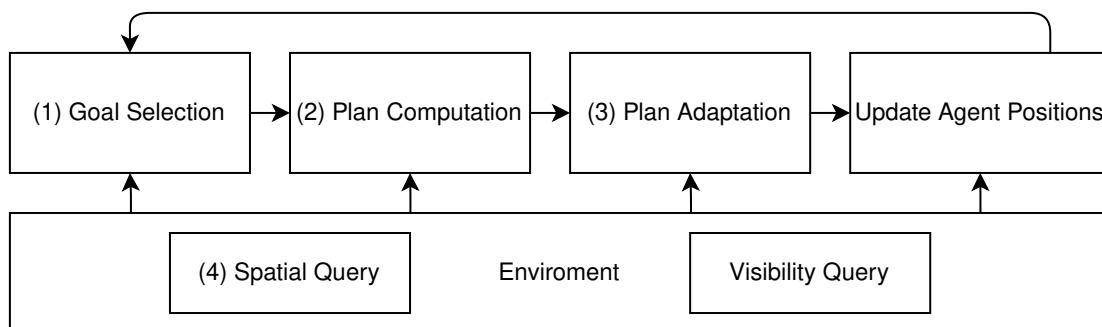 (1) Goal Selection
(2) Plan Computation
(3) Plan Adaptation
Update Agent Positions
(4) Spatial Query
Enviroment
Visibility Query